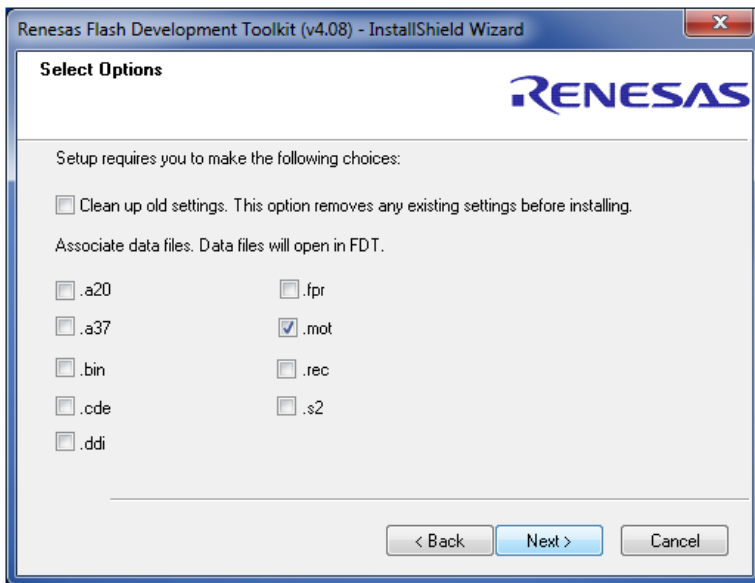 Renesas Flash Development Toolkit (v4.08) - InstallShield Wizard
Select Options
RENESAS
Setup requires you to make the following choices:
Clean up old settings. This option removes any existing settings before installing.
Associate data files. Data files will open in FDT.
.a20 .fpr
.a37 .mot
.bin .rec
.cde .s2
.ddi
< Back Next > Cancel